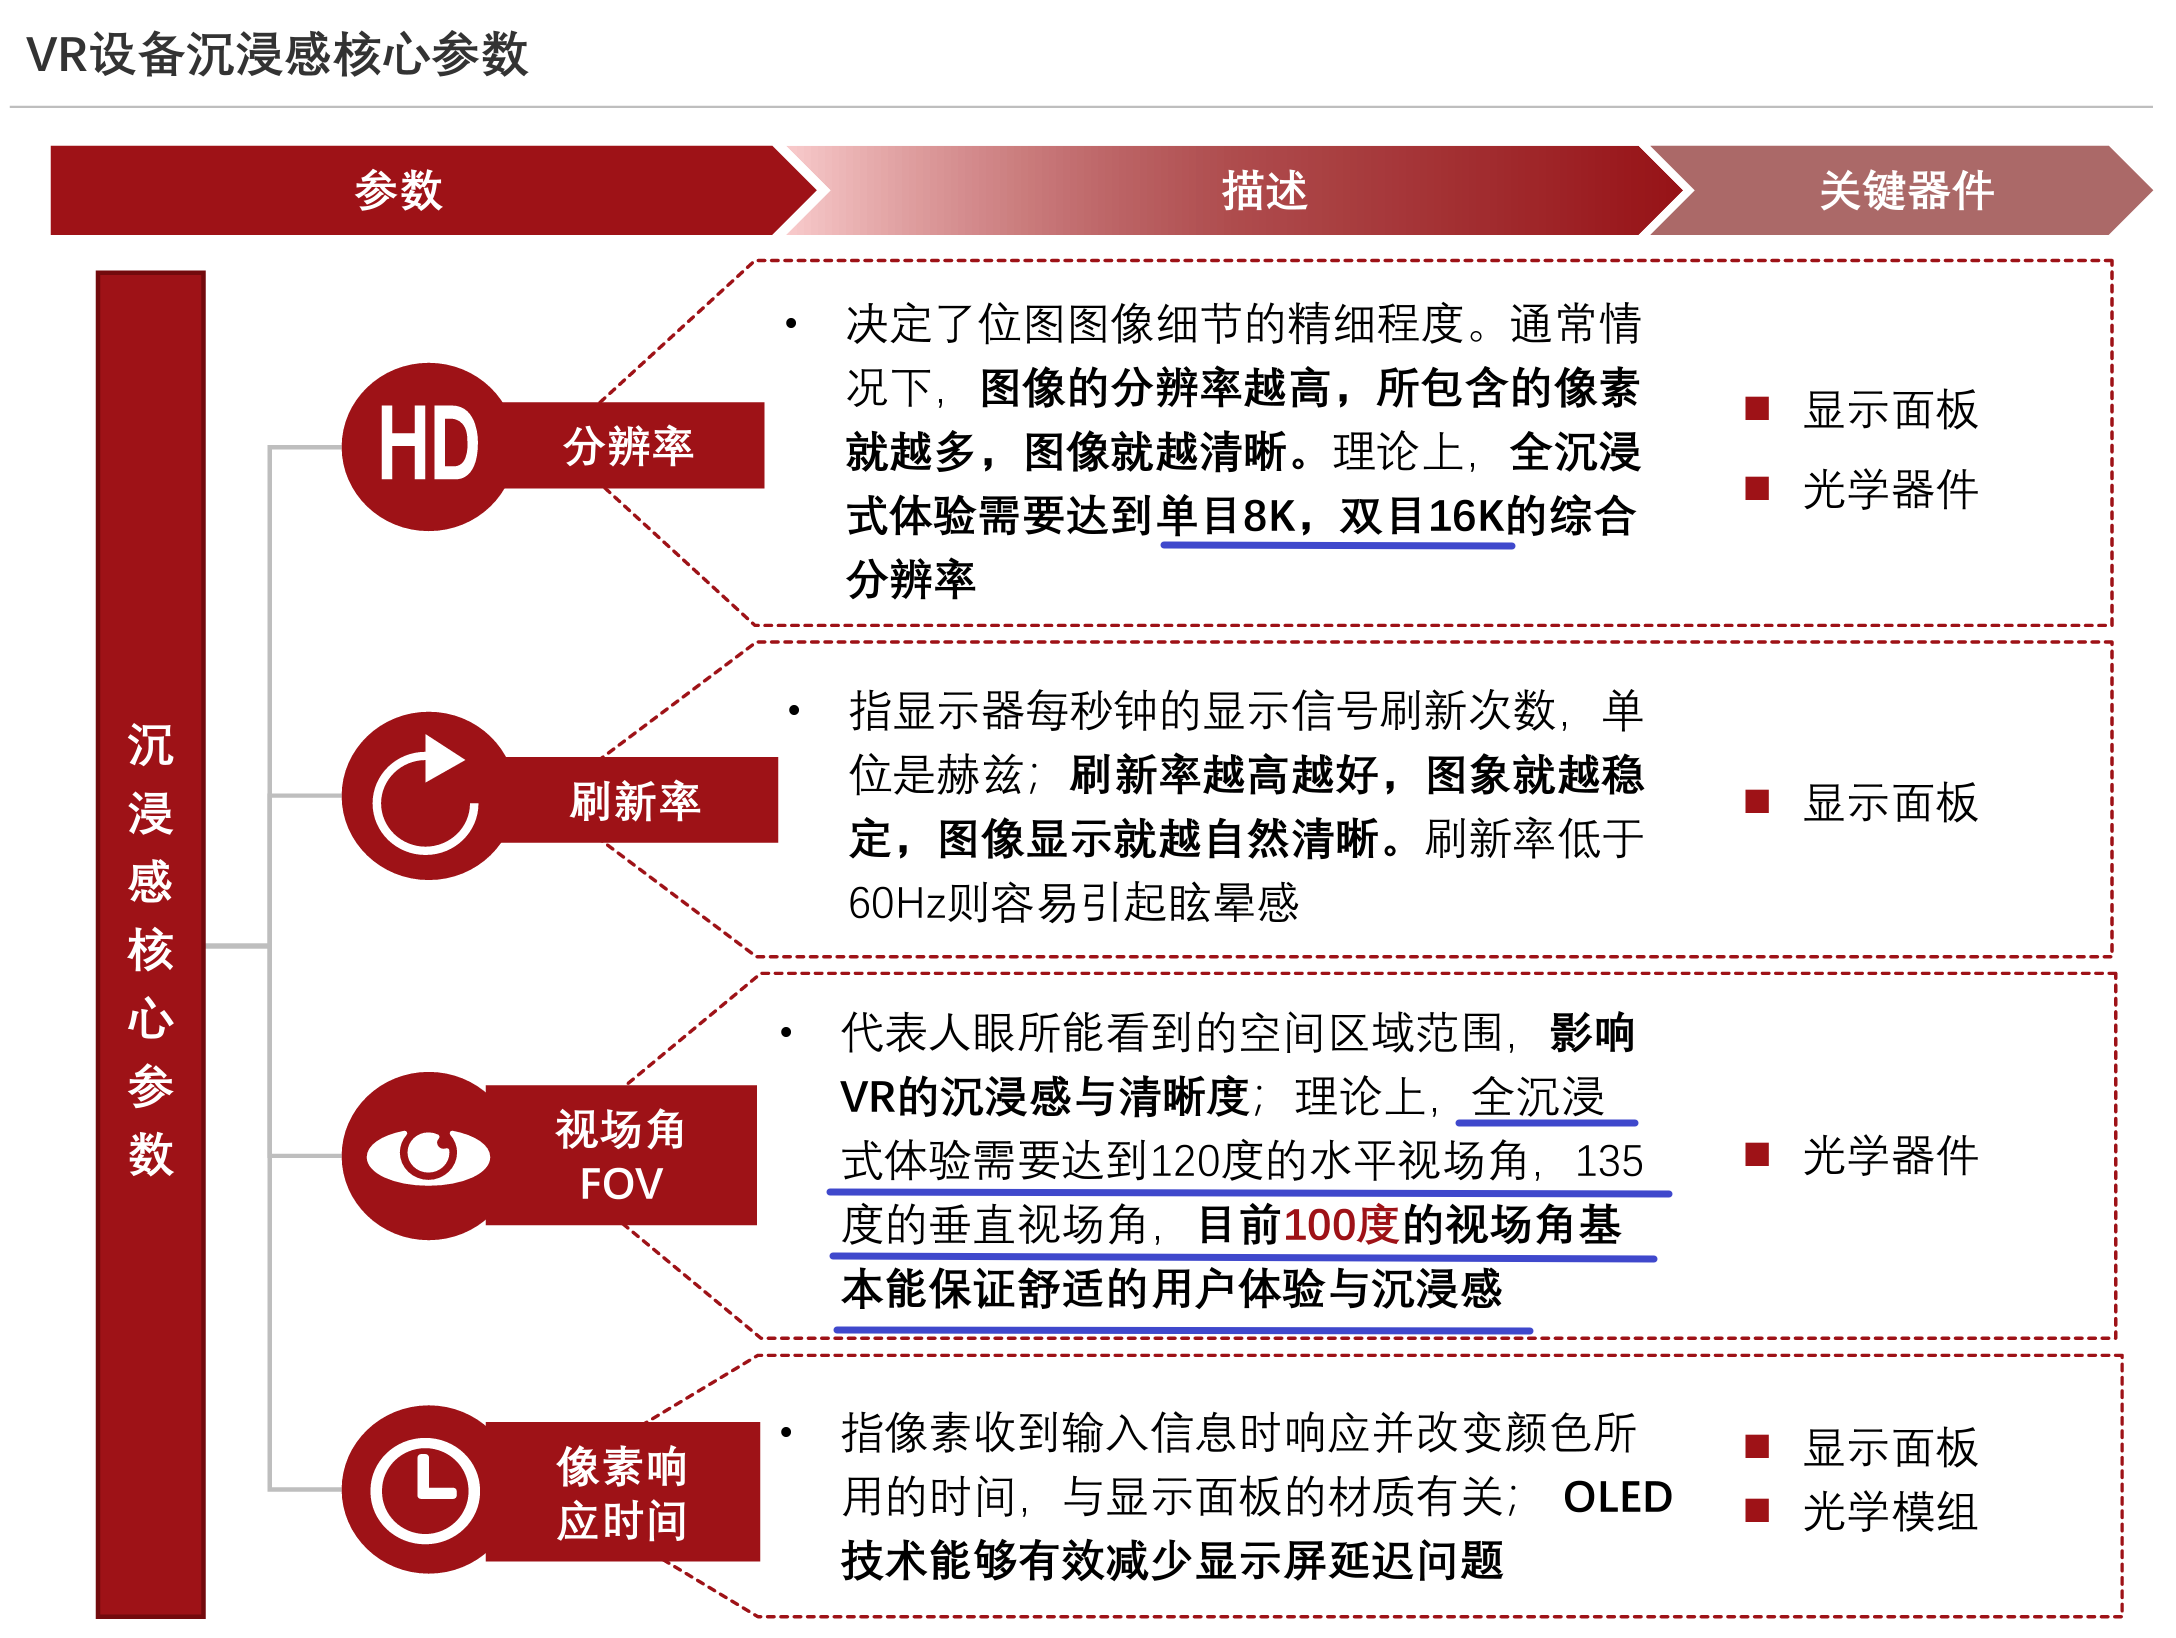 VR设备沉浸感核心参数
参数
描述
关键器件
沉浸感核心参数
HD
分辨率
• 决定了位图图像细节的精细程度。通常情
况下，图像的分辨率越高，所包含的像素
就越多，图像就越清晰。理论上，全沉浸
式体验需要达到单目8K，双目16K的综合
分辨率
■ 显示面板
■ 光学器件
刷新率
• 指显示器每秒钟的显示信号刷新次数，单
位是赫兹；刷新率越高越好，图象就越稳
定，图像显示就越自然清晰。刷新率低于
60Hz则容易引起眩晕感
■ 显示面板
视场角
FOV
• 代表人眼所能看到的空间区域范围，影响
VR的沉浸感与清晰度；理论上，全沉浸
式体验需要达到120度的水平视场角，135
度的垂直视场角，目前100度的视场角基
本能保证舒适的用户体验与沉浸感
■ 光学器件
像素响
应时间
• 指像素收到输入信息时响应并改变颜色所
用的时间，与显示面板的材质有关；OLED
技术能够有效减少显示屏延迟问题
■ 显示面板
■ 光学模组